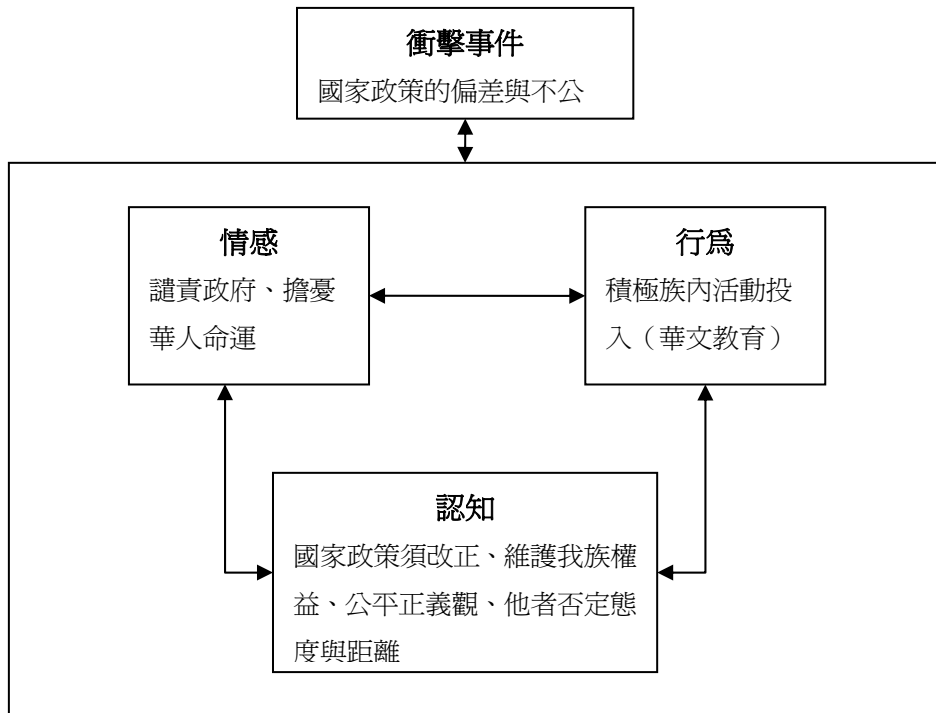 衝擊事件
國家政策的偏差與不公
情感
譴責政府、擔憂
華人命運
行為
積極族內活動投
入（華文教育）
認知
國家政策須改正、維護我族權
益、公平正義觀、他者否定態
度與距離